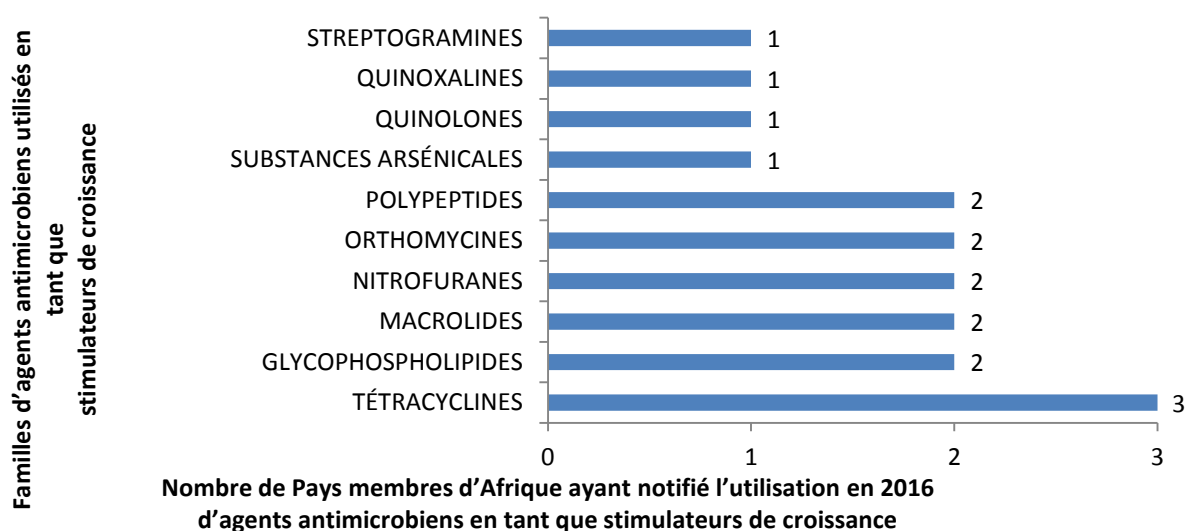 Familles d'agents antimicrobiens utilisés en
tant que
stimulateurs de croissance
STREPTOGRAMINES 1
QUINOXALINES 1
QUINOLONES 1
SUBSTANCES ARSÉNICALES 1
POLYPEPTIDES 2
ORTHOMYCINES 2
NITROFURANES 2
MACROLIDES 2
GLYCOPHOSPHOLIPIDES 2
TÉTRACYCLINES 3
0 1 2 3
Nombre de Pays membres d'Afrique ayant notifié l'utilisation en 2016
d'agents antimicrobiens en tant que stimulateurs de croissance